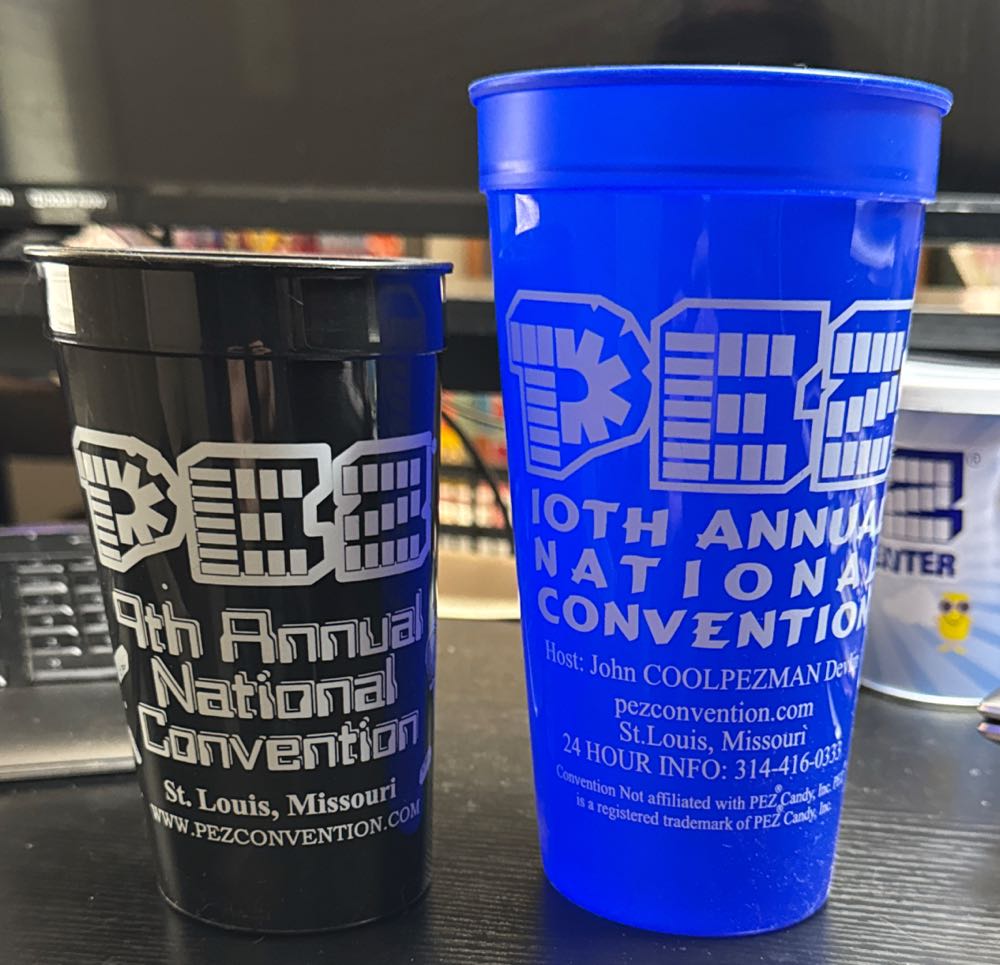 PEZ
9th Annual
National
Convention
St. Louis, Missouri
WWW.PEZCONVENTION.COM
PEZ
10TH ANNUAL
NATIONAL
CONVENTION
Host: John COOLPEZMAN
pezconvention.com
St.Louis, Missouri
24 HOUR INFO: 314-416-0333
Convention Not affiliated with PEZ® Candy, Inc.
is a registered trademark of PEZ® Candy, Inc.